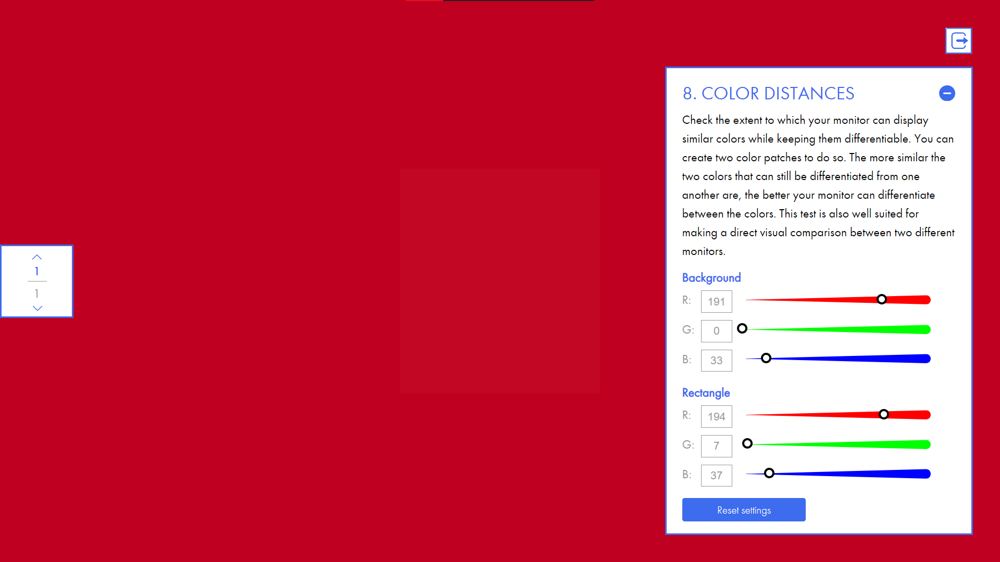 8. COLOR DISTANCES
Check the extent to which your monitor can display
similar colors while keeping them differentiable. You can
create two color patches to do so. The more similar the
two colors that can still be differentiated from one
another are, the better your monitor can differentiate
between the colors. This test is also well suited for
making a direct visual comparison between two different
monitors.
1
1
Background
R: 191
G: 0
B: 33
Rectangle
R: 194
G: 7
B: 37
Reset settings